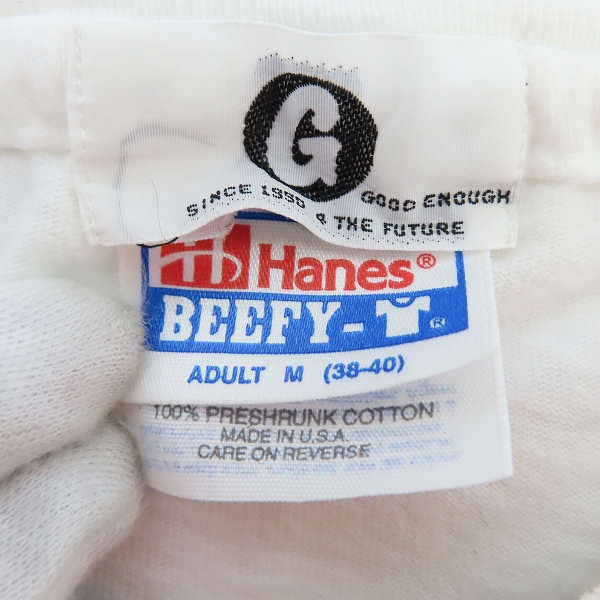 G
SINCE 1990 GOOD ENOUGH
& THE FUTURE
H Hanes®
BEEFY-T®
ADULT M (38-40)
100% PRESHRUNK COTTON
MADE IN U.S.A.
CARE ON REVERSE